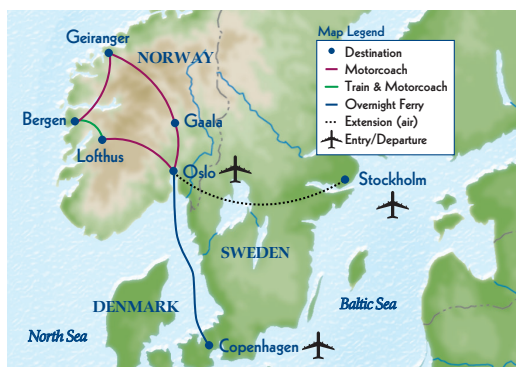 Geiranger
NORWAY
Map Legend
Destination
Motorcoach
Train & Motorcoach
Overnight Ferry
Extension (air)
Entry/Departure
Bergen
Gaala
Lofthus
Oslo
Stockholm
SWEDEN
DENMARK
Baltic Sea
North Sea
Copenhagen